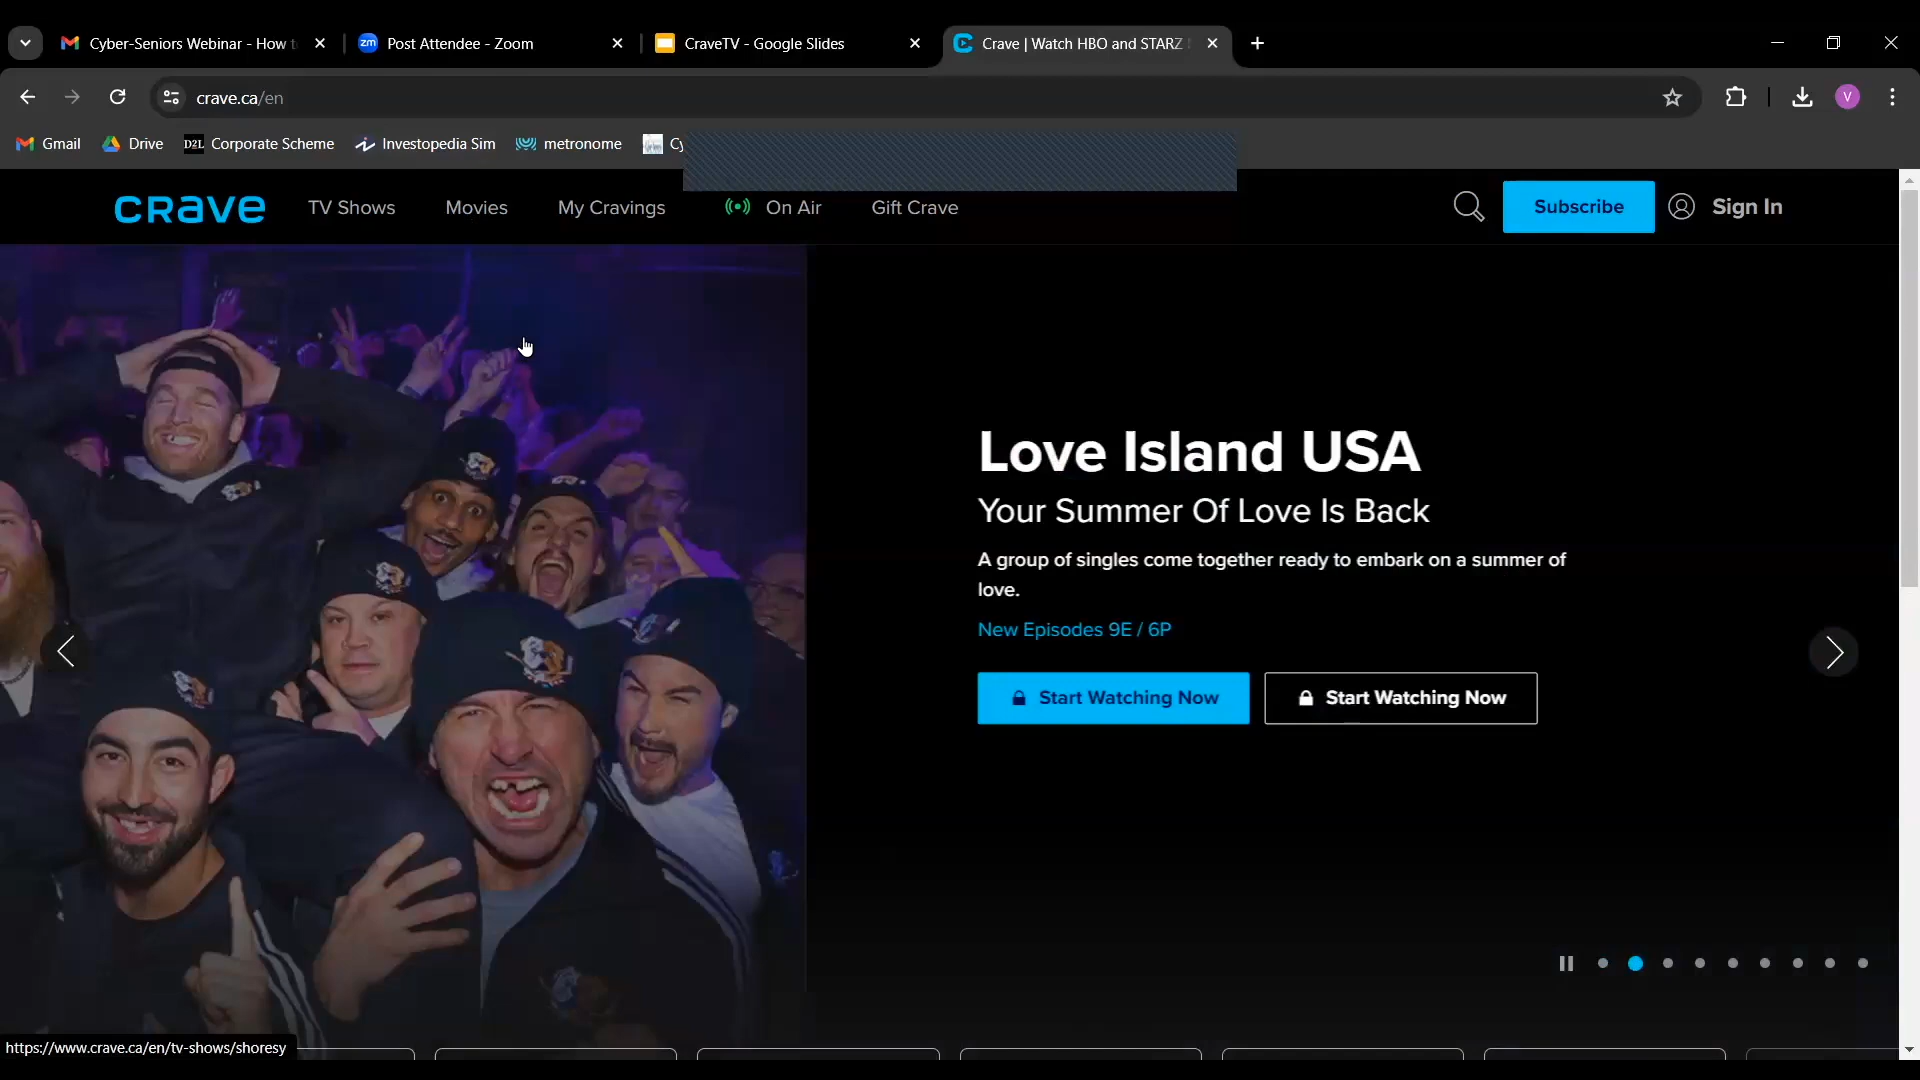 Cyber-Seniors Webinar - How t
Post Attendee - Zoom
CraveTV - Google Slides
Crave | Watch HBO and STARZ
crave.ca/en
V
Gmail
Drive
D2L Corporate Scheme
Investopedia Sim
metronome
Cy
crave
TV Shows
Movies
My Cravings
On Air
Gift Crave
Subscribe
Sign In
Love Island USA
Your Summer Of Love Is Back
A group of singles come together ready to embark on a summer of
love.
New Episodes 9E / 6P
Start Watching Now
Start Watching Now
https://www.crave.ca/en/tv-shows/shoresy